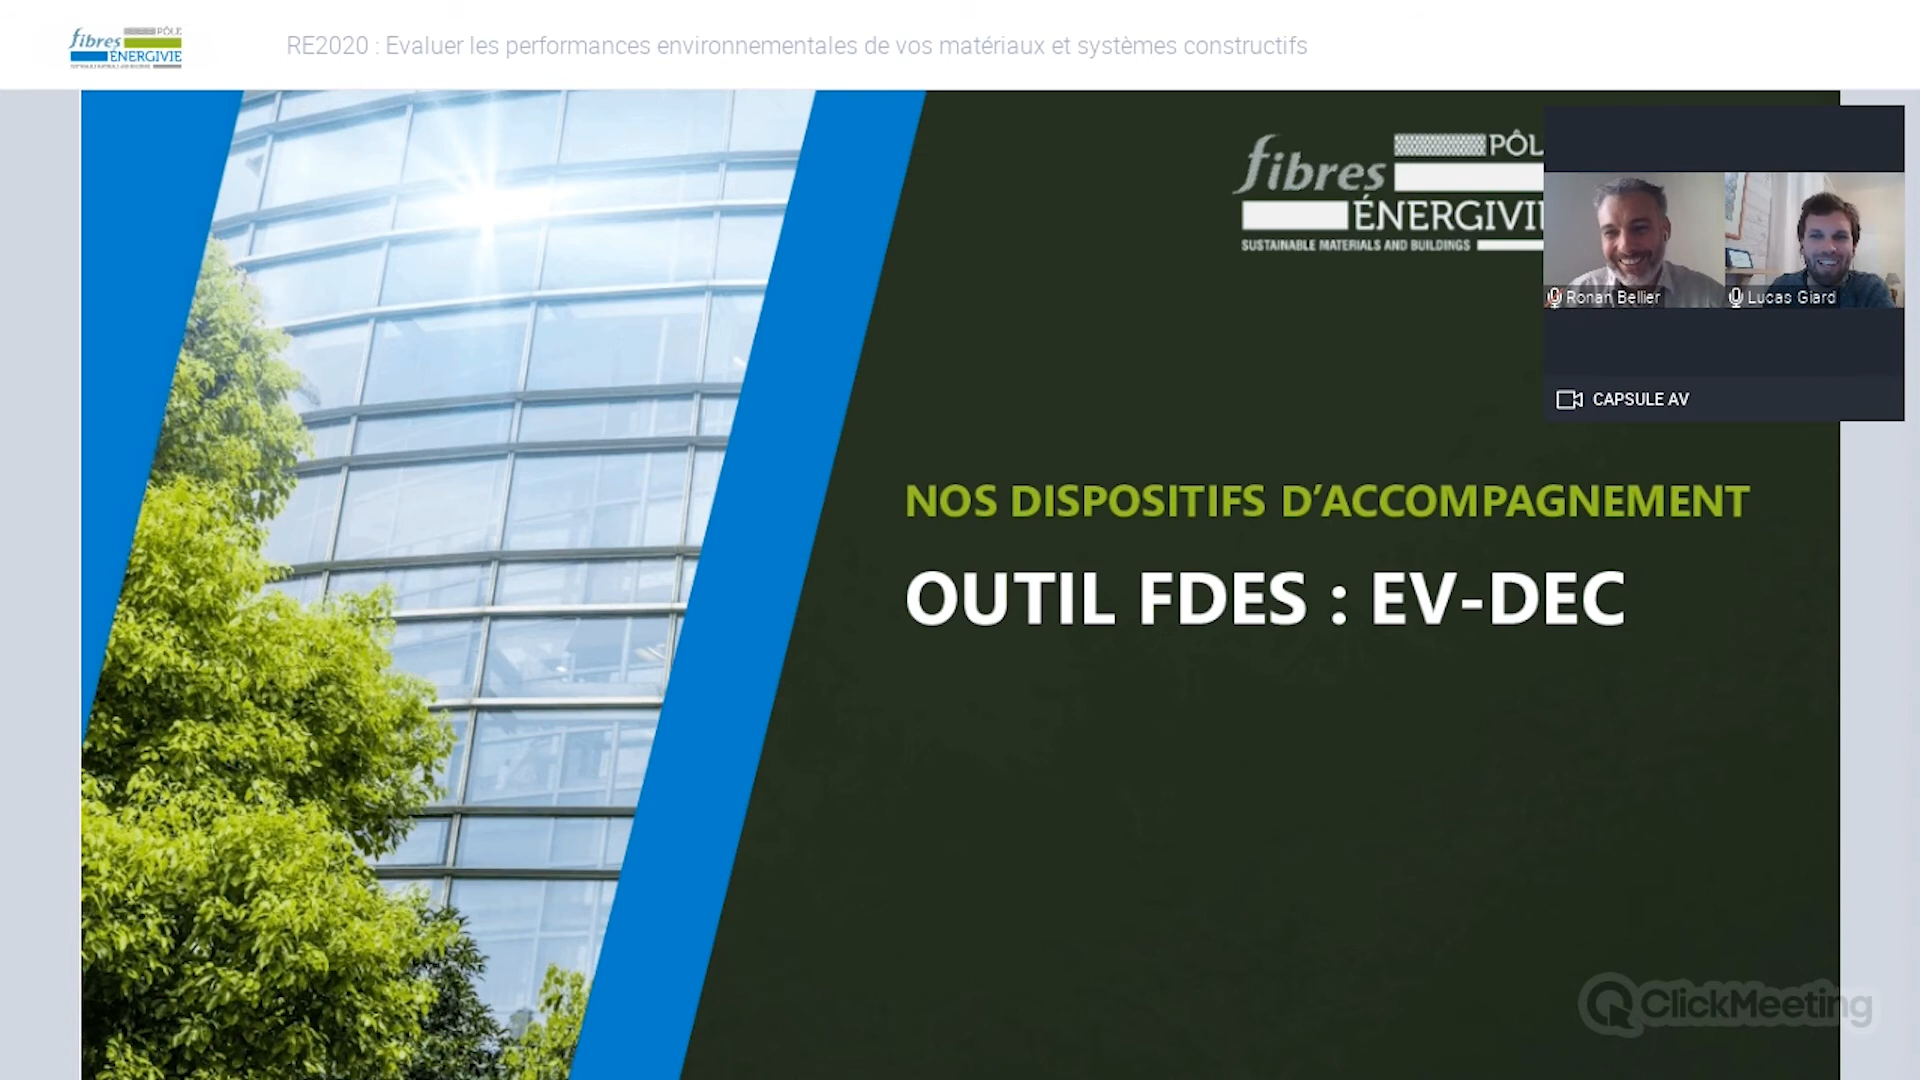 fibres PÔLE
ÉNERGIVIE
RE2020 : Evaluer les performances environnementales de vos matériaux et systèmes constructifs
fibres PÔL
ÉNERGIVI
SUSTAINABLE MATERIALS AND BUILDINGS
Ronan Bellier
Lucas Giard
CAPSULE AV
NOS DISPOSITIFS D’ACCOMPAGNEMENT
OUTIL FDES : EV-DEC
ClickMeeting